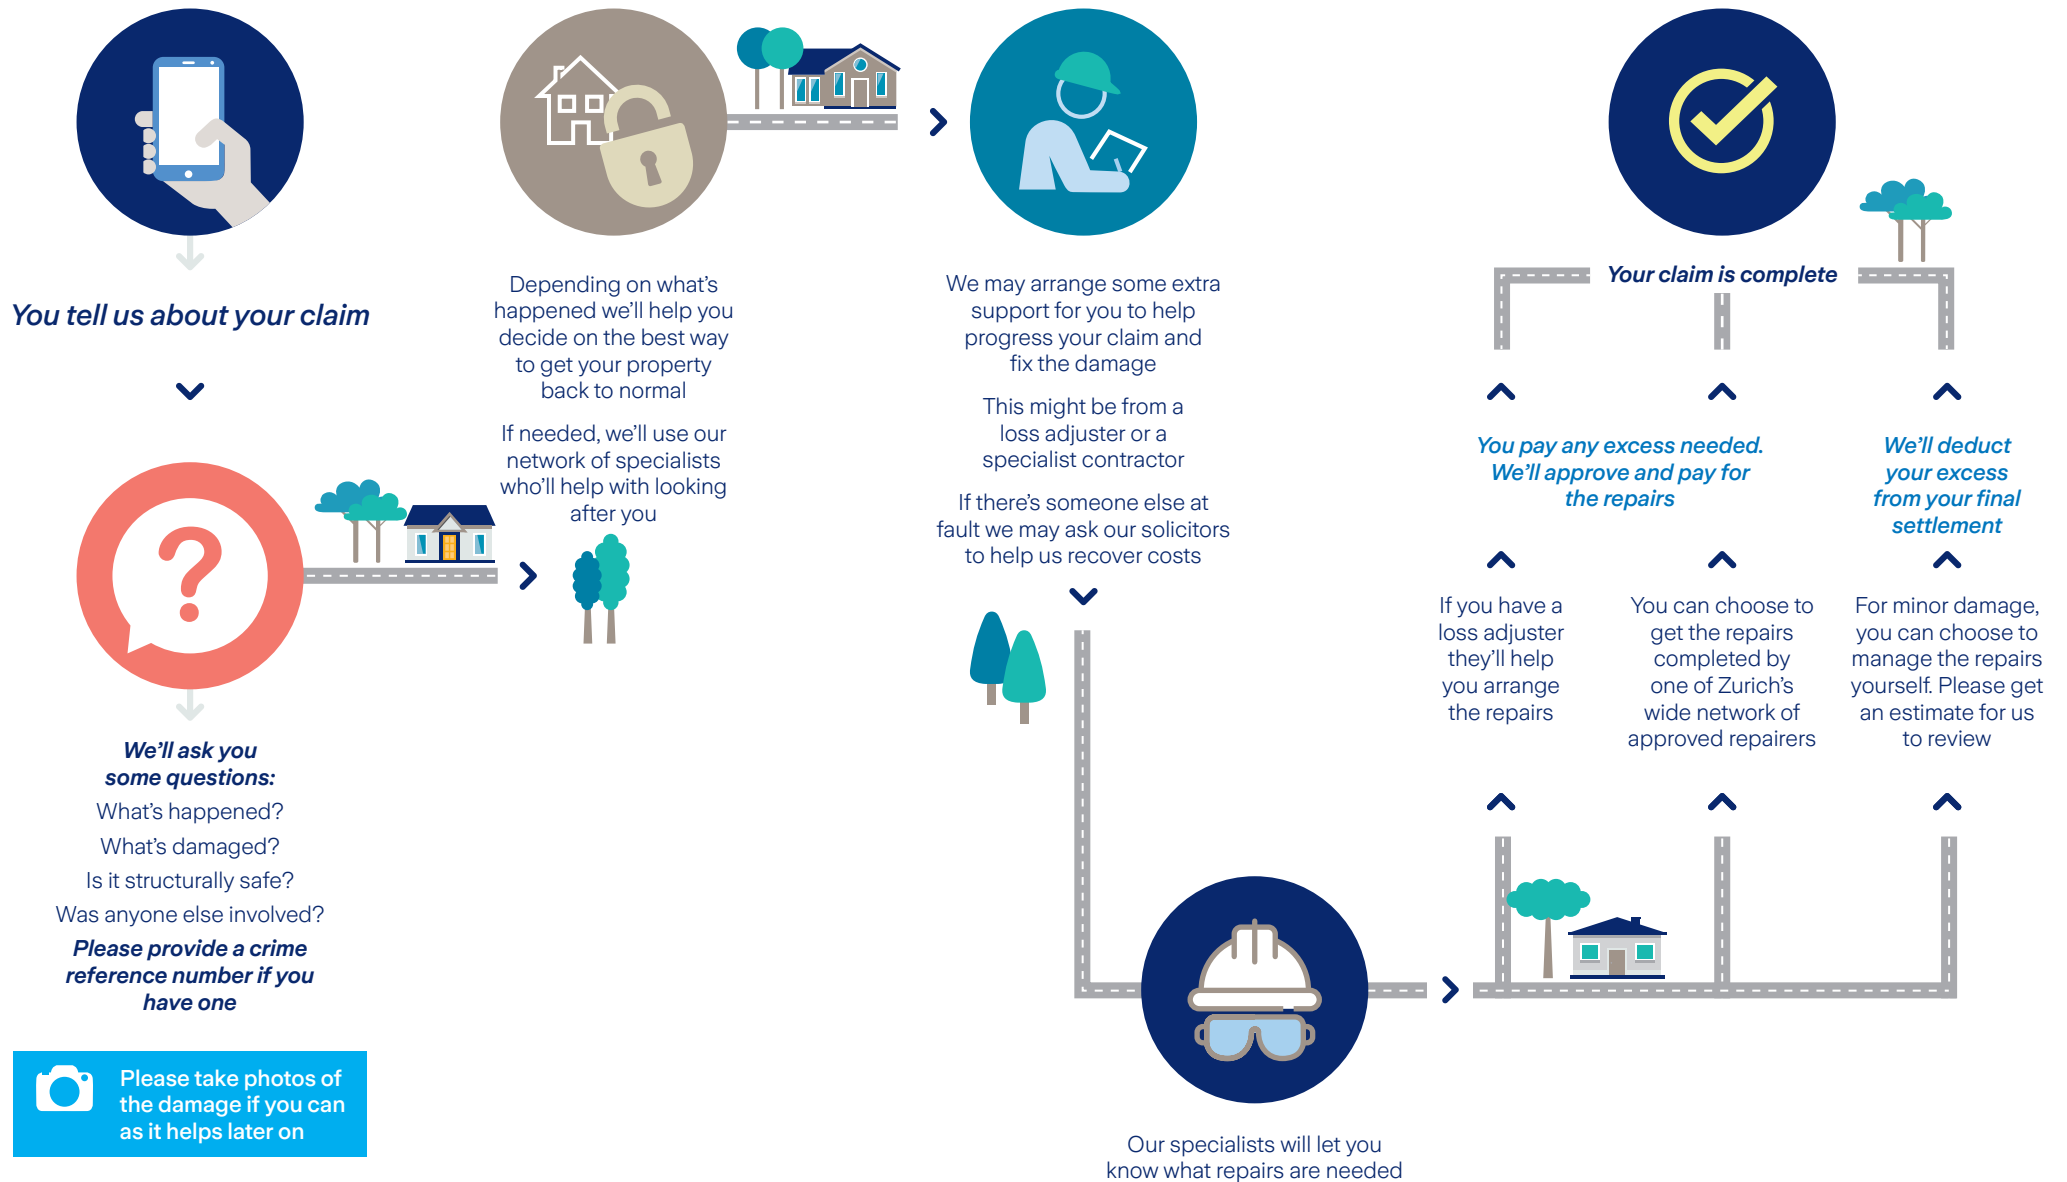 You tell us about your claim
We'll ask you
some questions:
What's happened?
What's damaged?
Is it structurally safe?
Was anyone else involved?
Please provide a crime
reference number if you
have one
Please take photos of
the damage if you can
as it helps later on
Depending on what's
happened we'll help you
decide on the best way
to get your property
back to normal
If needed, we'll use our
network of specialists
who'll help with looking
after you
We may arrange some extra
support for you to help
progress your claim and
fix the damage
This might be from a
loss adjuster or a
specialist contractor
If there's someone else at
fault we may ask our solicitors
to help us recover costs
Our specialists will let you
know what repairs are needed
If you have a
loss adjuster
they'll help
you arrange
the repairs
You can choose to
get the repairs
completed by
one of Zurich's
wide network of
approved repairers
For minor damage,
you can choose to
manage the repairs
yourself. Please get
an estimate for us
to review
You pay any excess needed.
We'll approve and pay for
the repairs
We'll deduct
your excess
from your final
settlement
Your claim is complete